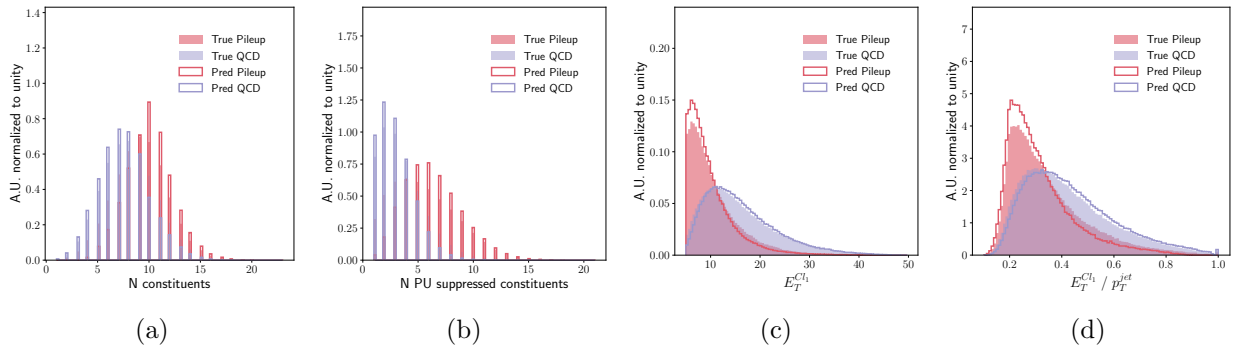 A.U. normalized to unity
1.4
1.2
1.0
0.8
0.6
0.4
0.2
0.0
0
5
10
15
20
N constituents
True Pileup
True QCD
Pred Pileup
Pred QCD
(a)
A.U. normalized to unity
1.75
1.50
1.25
1.00
0.75
0.50
0.25
0.00
0
5
10
15
20
N PU suppressed constituents
True Pileup
True QCD
Pred Pileup
Pred QCD
(b)
A.U. normalized to unity
0.20
0.15
0.10
0.05
0.00
10
20
30
40
50
E_T^{Cl_1}
True Pileup
True QCD
Pred Pileup
Pred QCD
(c)
A.U. normalized to unity
7
6
5
4
3
2
1
0
0.2
0.4
0.6
0.8
1.0
E_T^{Cl_1} / p_T^{jet}
True Pileup
True QCD
Pred Pileup
Pred QCD
(d)